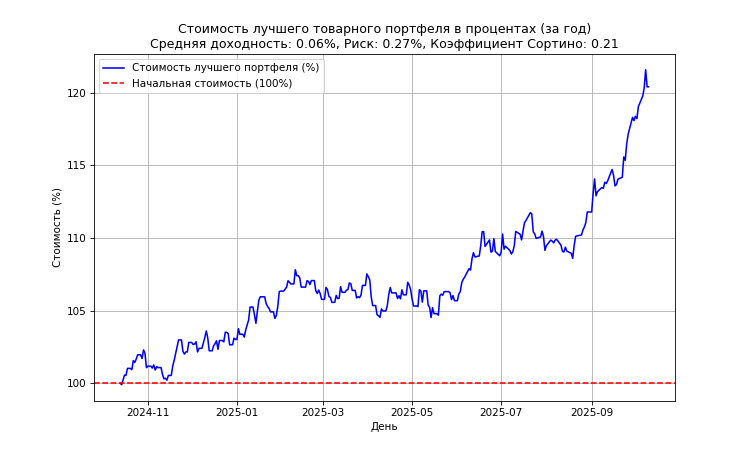 Стоимость лучшего товарного портфеля в процентах (за год)
Средняя доходность: 0.06%, Риск: 0.27%, Коэффициент Сортино: 0.21
Стоимость лучшего портфеля (%)
Начальная стоимость (100%)
Стоимость (%)
120
115
110
105
100
2024-11 2025-01 2025-03 2025-05 2025-07 2025-09
День